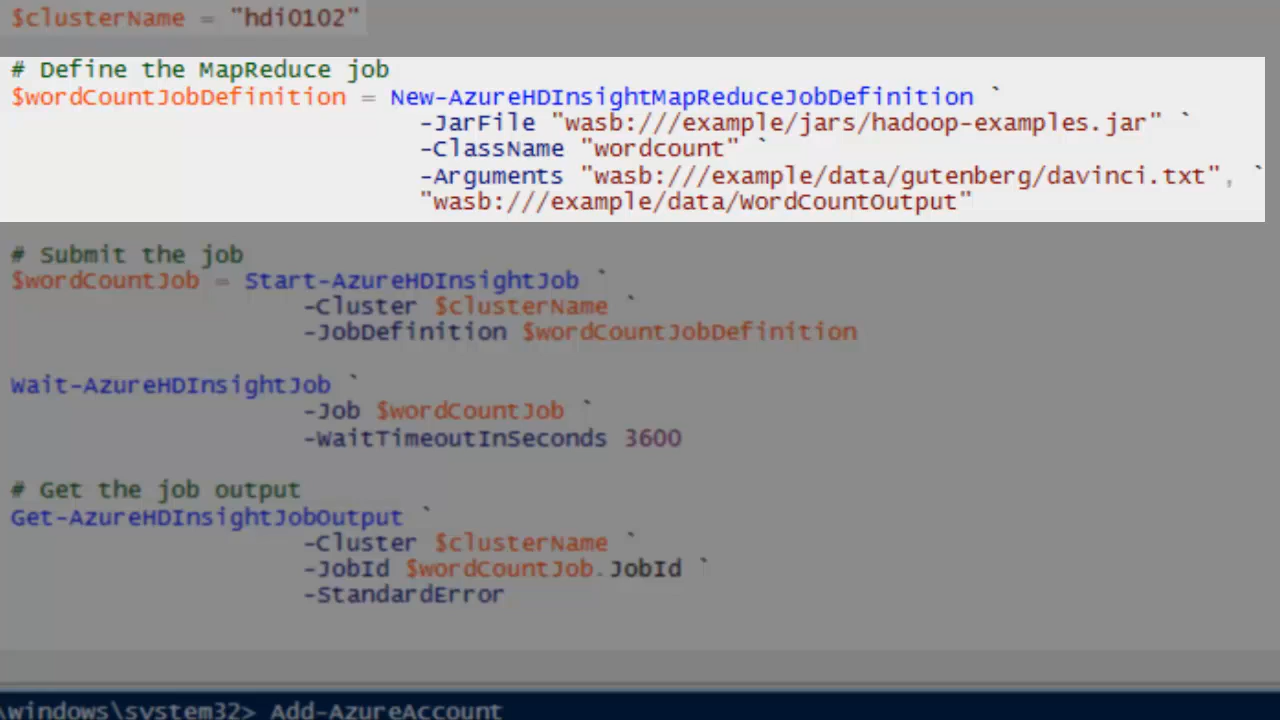 $clusterName = "hdi0102"
# Define the MapReduce job
$wordCountJobDefinition = New-AzureHDInsightMapReduceJobDefinition `
-JarFile "wasb:///example/jars/hadoop-examples.jar" `
-ClassName "wordcount" `
-Arguments "wasb:///example/data/gutenberg/davinci.txt", `
"wasb:///example/data/WordCountOutput"
# Submit the job
$wordCountJob = Start-AzureHDInsightJob `
-Cluster $clusterName `
-JobDefinition $wordCountJobDefinition
Wait-AzureHDInsightJob `
-Job $wordCountJob `
-WaitTimeoutInSeconds 3600
# Get the job output
Get-AzureHDInsightJobOutput `
-Cluster $clusterName `
-JobId $wordCountJob.JobId `
-StandardError
\windows\system32> Add-AzureAccount